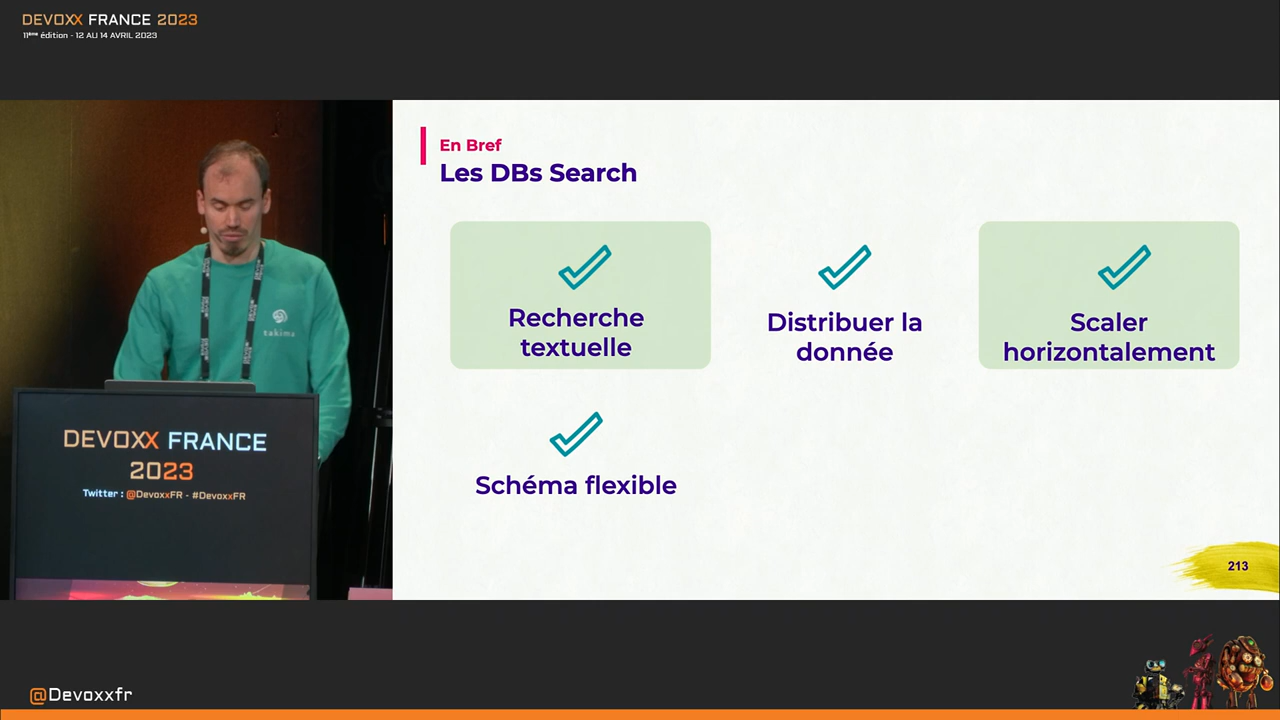 DEVOXX FRANCE 2023
11ème édition - 12 AU 14 AVRIL 2023
takima
DEVOXX FRANCE
2023
Twitter : @DevoxxFR - #DevoxxFR
En Bref
Les DBs Search
Recherche
textuelle
Distribuer la
donnée
Scaler
horizontalement
Schéma flexible
213
@Devoxxfr